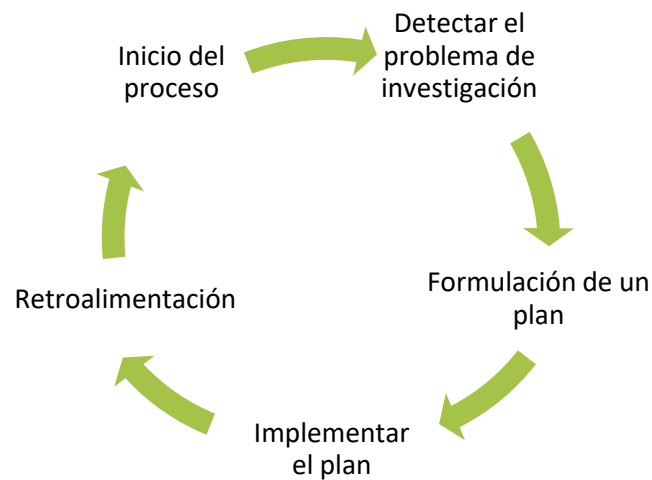 Inicio del
proceso
Detectar el
problema de
investigación
Formulación de un
plan
Implementar
el plan
Retroalimentación